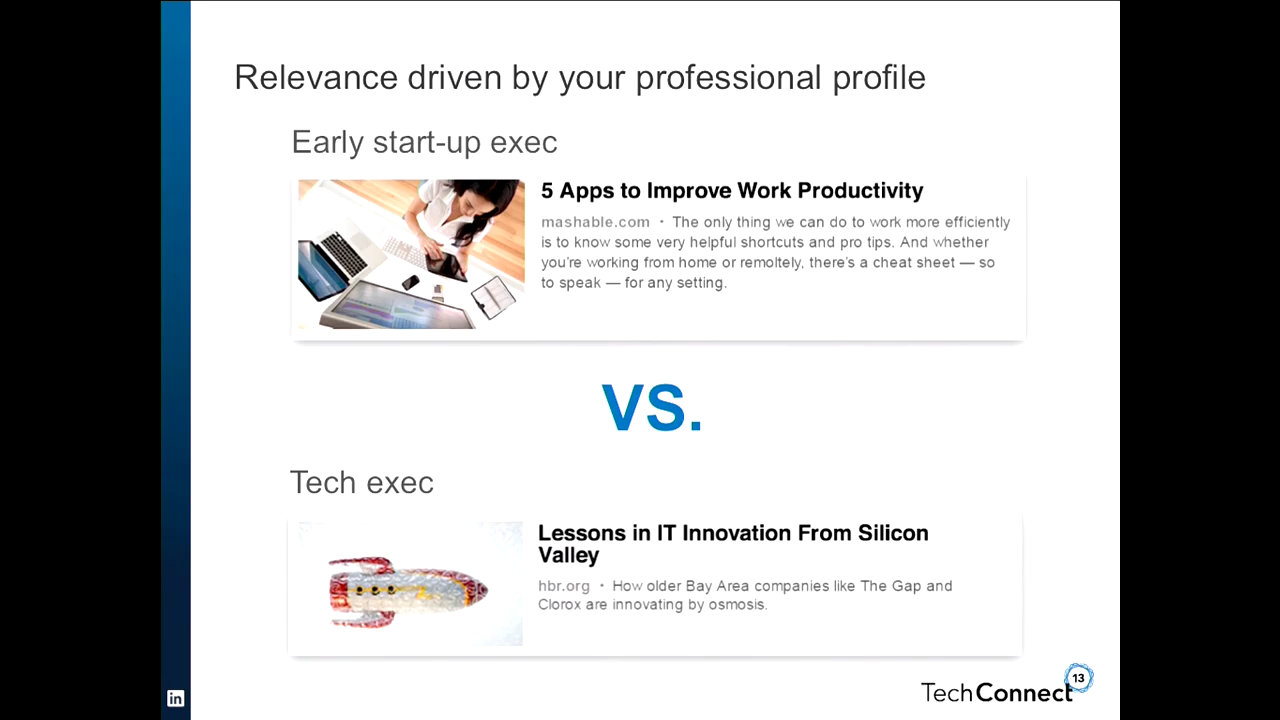 Relevance driven by your professional profile
Early start-up exec
5 Apps to Improve Work Productivity
mashable.com • The only thing we can do to work more efficiently
is to know some very helpful shortcuts and pro tips. And whether
you're working from home or remoltely, there's a cheat sheet — so
to speak — for any setting.
VS.
Tech exec
Lessons in IT Innovation From Silicon
Valley
hbr.org • How older Bay Area companies like The Gap and
Clorox are innovating by osmosis.
in
TechConnect
13